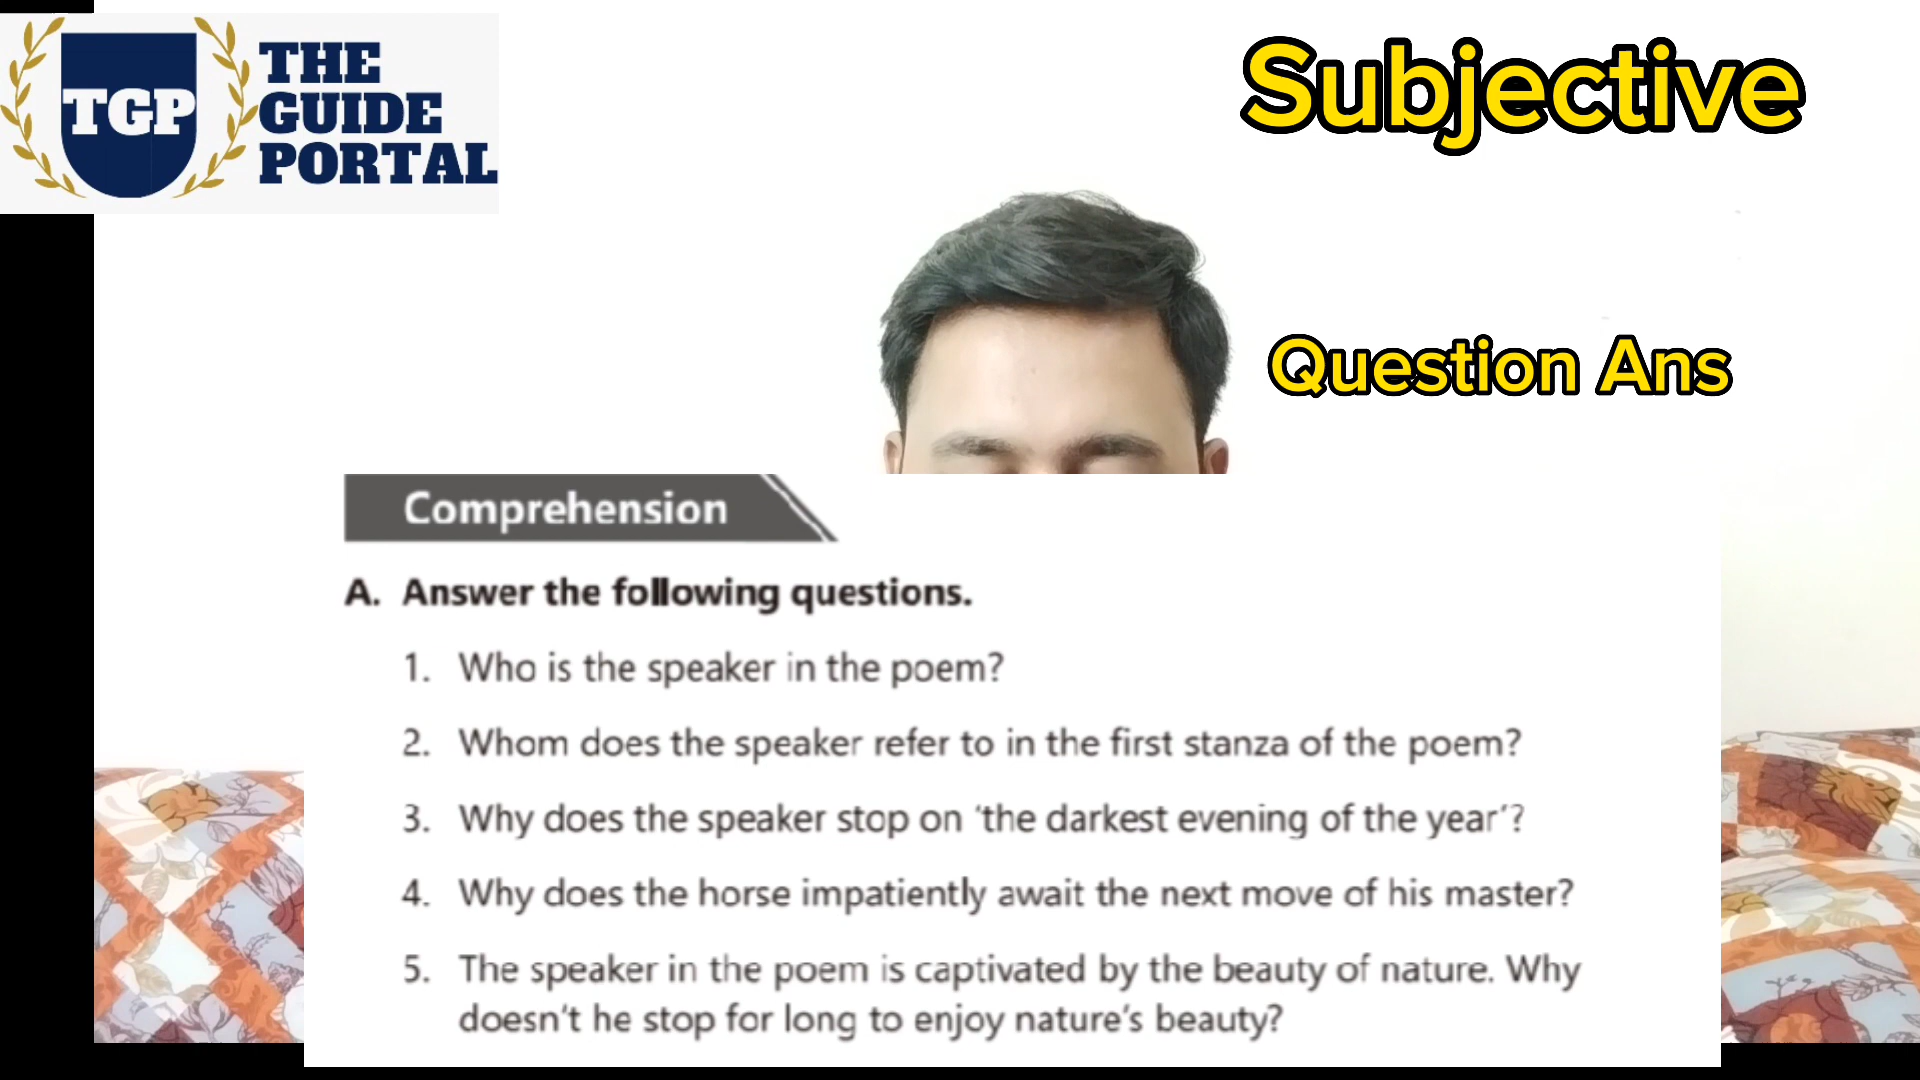 TGP
THE
GUIDE
PORTAL
Subjective
Question Ans
Comprehension
A. Answer the following questions.
1. Who is the speaker in the poem?
2. Whom does the speaker refer to in the first stanza of the poem?
3. Why does the speaker stop on ‘the darkest evening of the year’?
4. Why does the horse impatiently await the next move of his master?
5. The speaker in the poem is captivated by the beauty of nature. Why
doesn’t he stop for long to enjoy nature’s beauty?